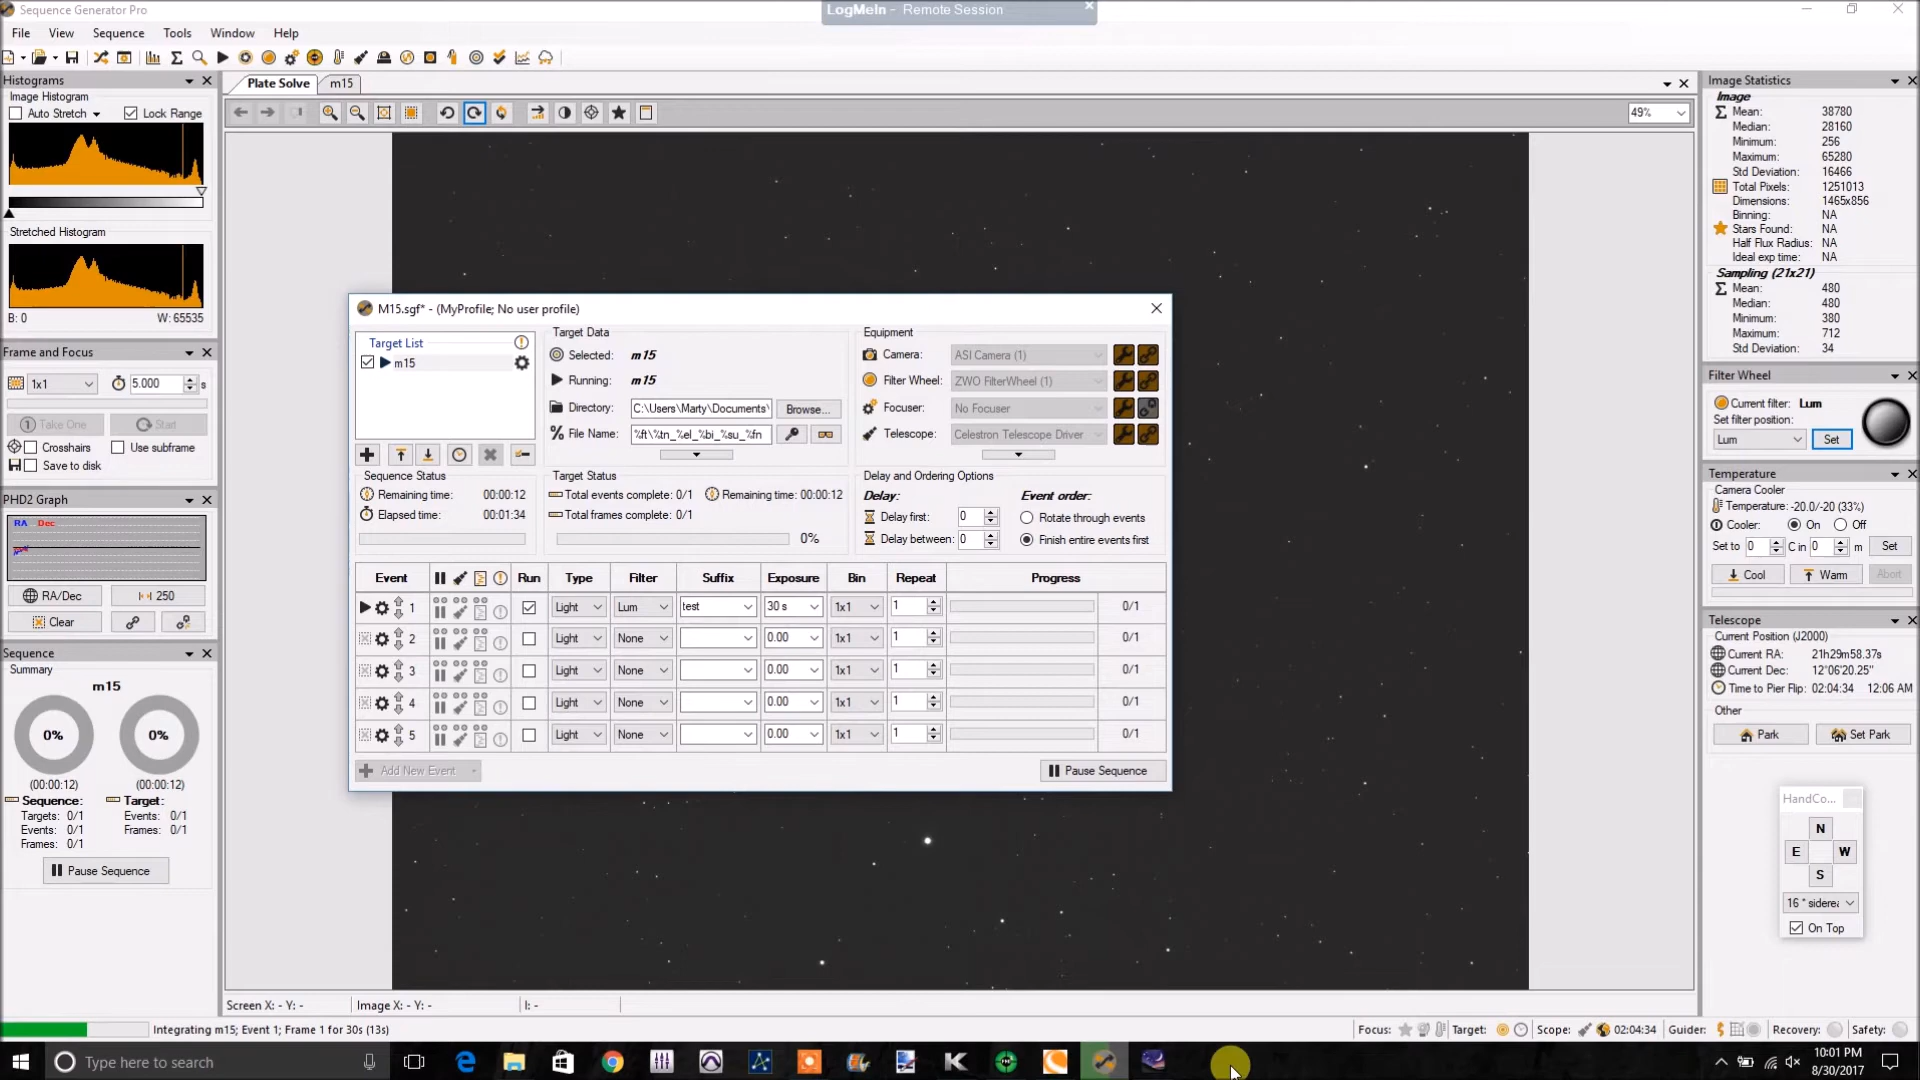 Sequence Generator Pro
LogMeIn - Remote Session
File View Sequence Tools Window Help
Histograms
Image Histogram
Auto Stretch
Lock Range
Stretched Histogram
B: 0 W: 65535
Frame and Focus
1x1 5.000 s
Take One Start
Crosshairs Use subframe
Save to disk
PHD2 Graph
RA Dec
RA/Dec 250
Clear
Sequence
Summary
m15
0% 0%
(00:00:12) (00:00:12)
Sequence: Target:
Targets: 0/1 Events: 0/1
Events: 0/1 Frames: 0/1
Frames: 0/1
Pause Sequence
Plate Solve m15
49%
M15.sgf* - (MyProfile; No user profile)
Target List
m15
Target Data
Selected: m15
Running: m15
Directory: C:\Users\Marty\Documents\ Browse...
File Name: %ft\%tn_%el_%bi_%su_%fn
Equipment
Camera: ASI Camera (1)
Filter Wheel: ZWO FilterWheel (1)
Focuser: No Focuser
Telescope: Celestron Telescope Driver
Sequence Status
Remaining time: 00:00:12
Elapsed time: 00:01:34
Target Status
Total events complete: 0/1 Remaining time: 00:00:12
Total frames complete: 0/1
0%
Delay and Ordering Options
Delay: Event order:
Delay first: 0 Rotate through events
Delay between: 0 Finish entire events first
Event Run Type Filter Suffix Exposure Bin Repeat Progress
1 Light Lum test 30 s 1x1 1 0/1
2 Light None 0.00 1x1 1 0/1
3 Light None 0.00 1x1 1 0/1
4 Light None 0.00 1x1 1 0/1
5 Light None 0.00 1x1 1 0/1
Add New Event Pause Sequence
Screen X: - Y: - Image X: - Y: - I: -
Image Statistics
Image
Mean: 38780
Median: 28160
Minimum: 256
Maximum: 65280
Std Deviation: 16466
Total Pixels: 1251013
Dimensions: 1465x856
Binning: NA
Stars Found: NA
Half Flux Radius: NA
Ideal exp time: NA
Sampling (21x21)
Mean: 480
Median: 480
Minimum: 380
Maximum: 712
Std Deviation: 34
Filter Wheel
Current filter: Lum
Set filter position:
Lum Set
Temperature
Camera Cooler
Temperature: -20.0/-20 (33%)
Cooler: On Off
Set to 0 C in 0 m Set
Cool Warm Abort
Telescope
Current Position (J2000)
Current RA: 21h29m58.37s
Current Dec: 12°06'20.25"
Time to Pier Flip: 02:04:34 12:06 AM
Other
Park Set Park
HandCo...
N
E W
S
16 * siderea
On Top
Integrating m15; Event 1; Frame 1 for 30s (13s)
Focus: Target: Scope: 02:04:34 Guider: Recovery: Safety:
Type here to search
10:01 PM
8/30/2017